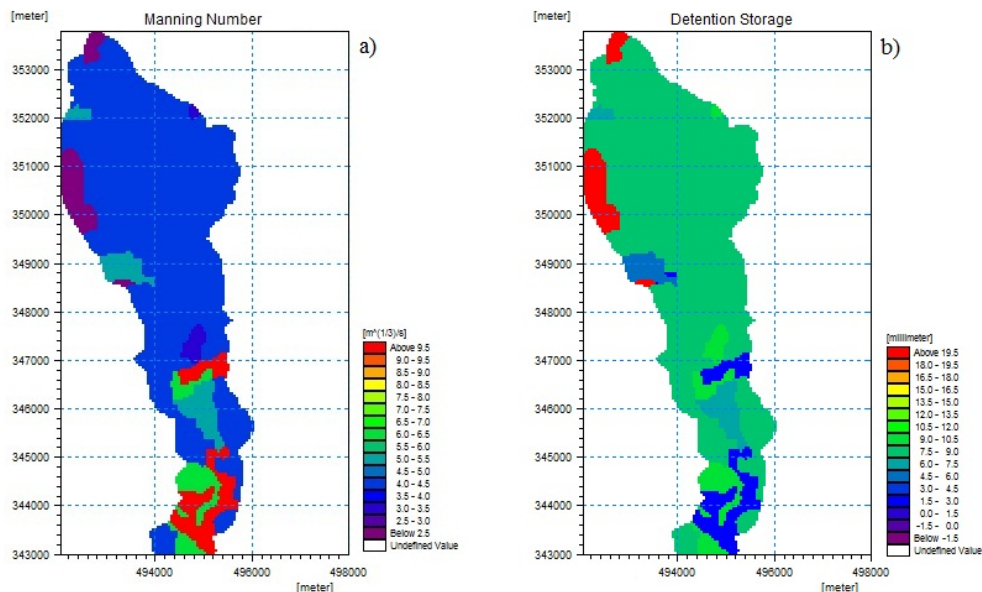 [meter]
Manning Number
a)
353000
352000
351000
350000
349000
348000
347000
346000
345000
344000
343000
494000
496000
498000
[meter]
[m^(1/3)/s]
Above 9.5
9.0 - 9.5
8.5 - 9.0
8.0 - 8.5
7.5 - 8.0
7.0 - 7.5
6.5 - 7.0
6.0 - 6.5
5.5 - 6.0
5.0 - 5.5
4.5 - 5.0
4.0 - 4.5
3.5 - 4.0
3.0 - 3.5
2.5 - 3.0
Below 2.5
Undefined Value
[meter]
Detention Storage
b)
353000
352000
351000
350000
349000
348000
347000
346000
345000
344000
343000
494000
496000
498000
[meter]
[millimeter]
Above 19.5
18.0 - 19.5
16.5 - 18.0
15.0 - 16.5
13.5 - 15.0
12.0 - 13.5
10.5 - 12.0
9.0 - 10.5
7.5 - 9.0
6.0 - 7.5
4.5 - 6.0
3.0 - 4.5
1.5 - 3.0
0.0 - 1.5
-1.5 - 0.0
Below -1.5
Undefined Value